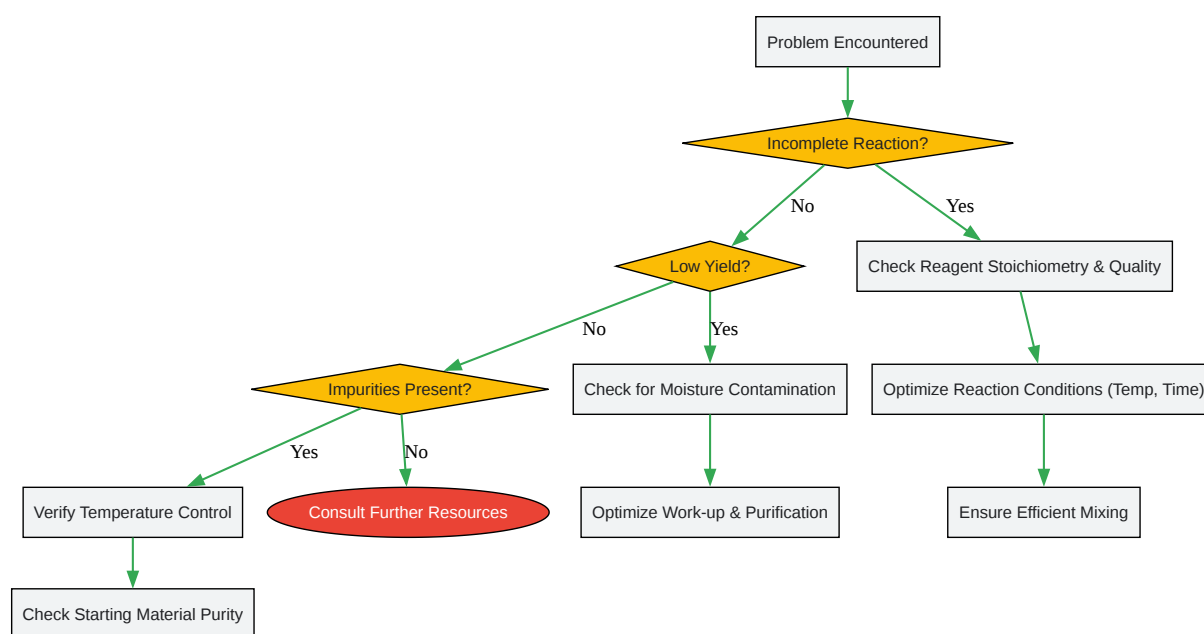 Problem Encountered
Incomplete Reaction?
No
Yes
Low Yield?
Check Reagent Stoichiometry & Quality
No
Yes
Impurities Present?
Check for Moisture Contamination
Optimize Reaction Conditions (Temp, Time)
Yes
No
Verify Temperature Control
Consult Further Resources
Optimize Work-up & Purification
Ensure Efficient Mixing
Check Starting Material Purity